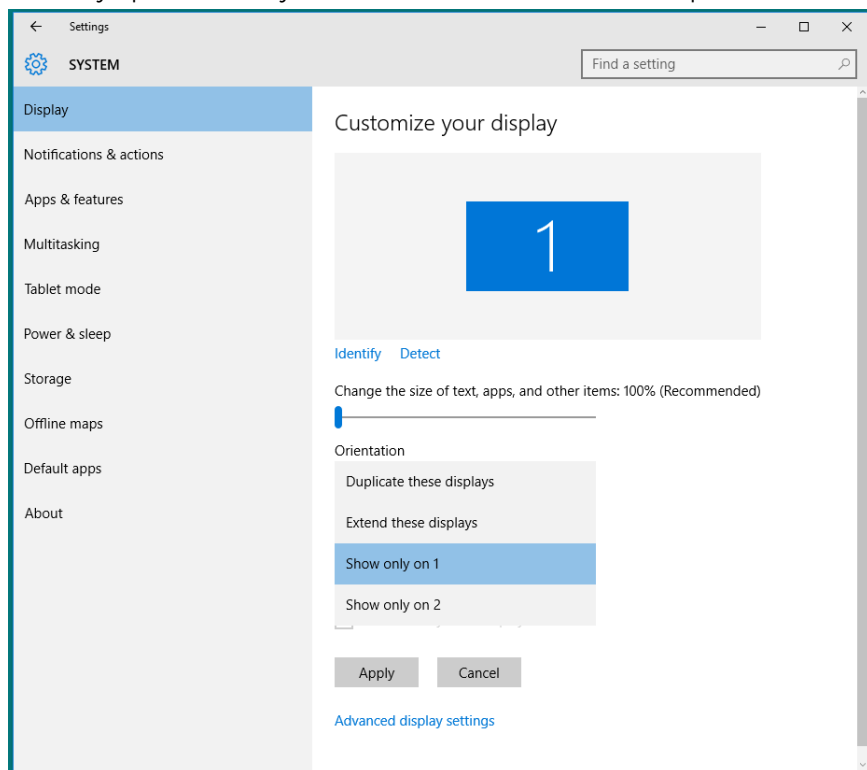 Settings
SYSTEM
Find a setting
Display
Notifications & actions
Apps & features
Multitasking
Tablet mode
Power & sleep
Storage
Offline maps
Default apps
About
Customize your display
1
Identify Detect
Change the size of text, apps, and other items: 100% (Recommended)
Orientation
Duplicate these displays
Extend these displays
Show only on 1
Show only on 2
Apply Cancel
Advanced display settings